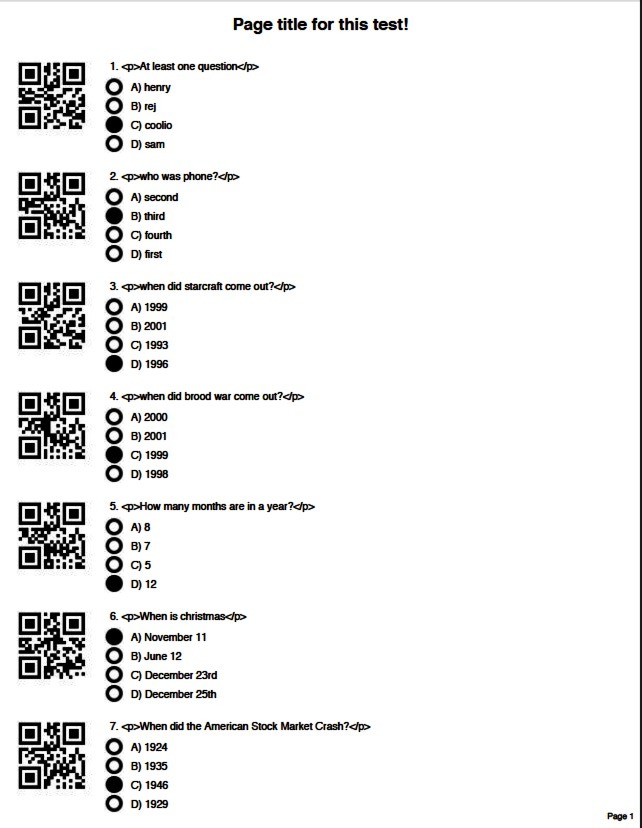 Page title for this test!
1. <p>At least one question</p>
A) henry
B) rej
C) coolio
D) sam
2. <p>who was phone?</p>
A) second
B) third
C) fourth
D) first
3. <p>when did starcraft come out?</p>
A) 1999
B) 2001
C) 1993
D) 1996
4. <p>when did brood war come out?</p>
A) 2000
B) 2001
C) 1999
D) 1998
5. <p>How many months are in a year?</p>
A) 8
B) 7
C) 5
D) 12
6. <p>When is christmas</p>
A) November 11
B) June 12
C) December 23rd
D) December 25th
7. <p>When did the American Stock Market Crash?</p>
A) 1924
B) 1935
C) 1946
D) 1929
Page 1